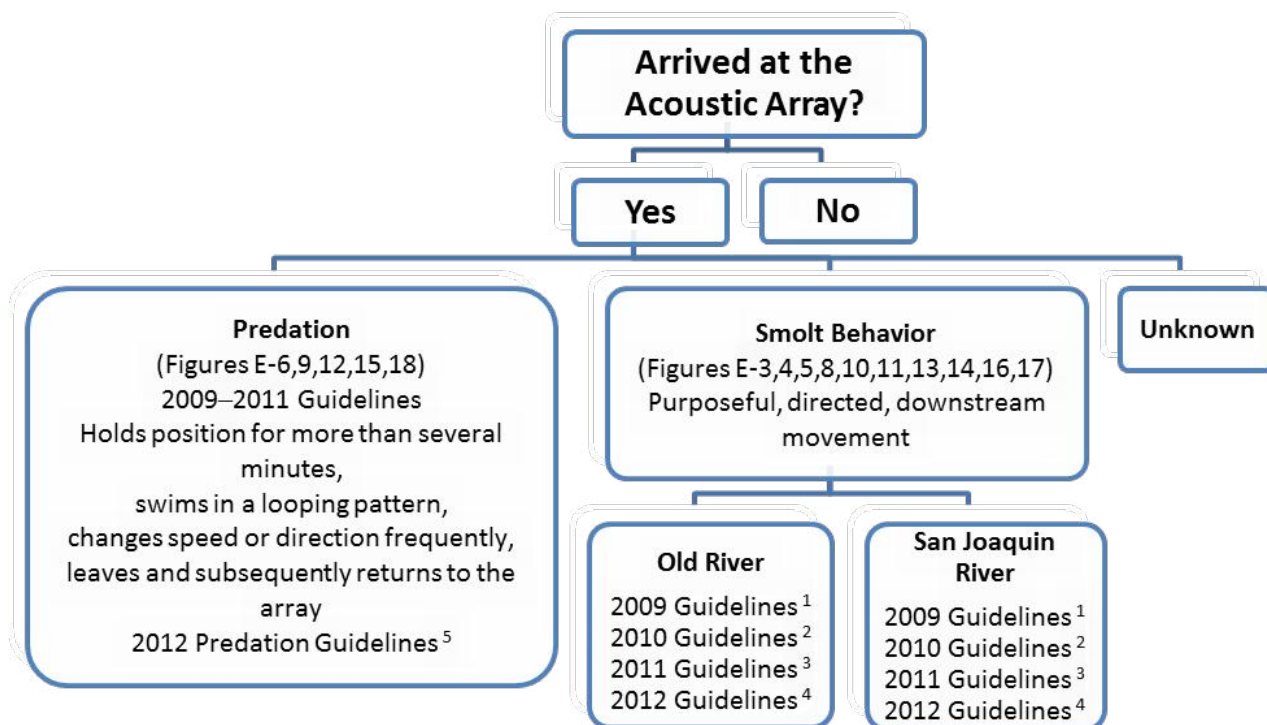 Arrived at the
Acoustic Array?
Yes
No
Predation
(Figures E-6,9,12,15,18)
2009–2011 Guidelines
Holds position for more than several
minutes,
swims in a looping pattern,
changes speed or direction frequently,
leaves and subsequently returns to the
array
2012 Predation Guidelines 5
Smolt Behavior
(Figures E-3,4,5,8,10,11,13,14,16,17)
Purposeful, directed, downstream
movement
Unknown
Old River
2009 Guidelines 1
2010 Guidelines 2
2011 Guidelines 3
2012 Guidelines 4
San Joaquin
River
2009 Guidelines 1
2010 Guidelines 2
2011 Guidelines 3
2012 Guidelines 4